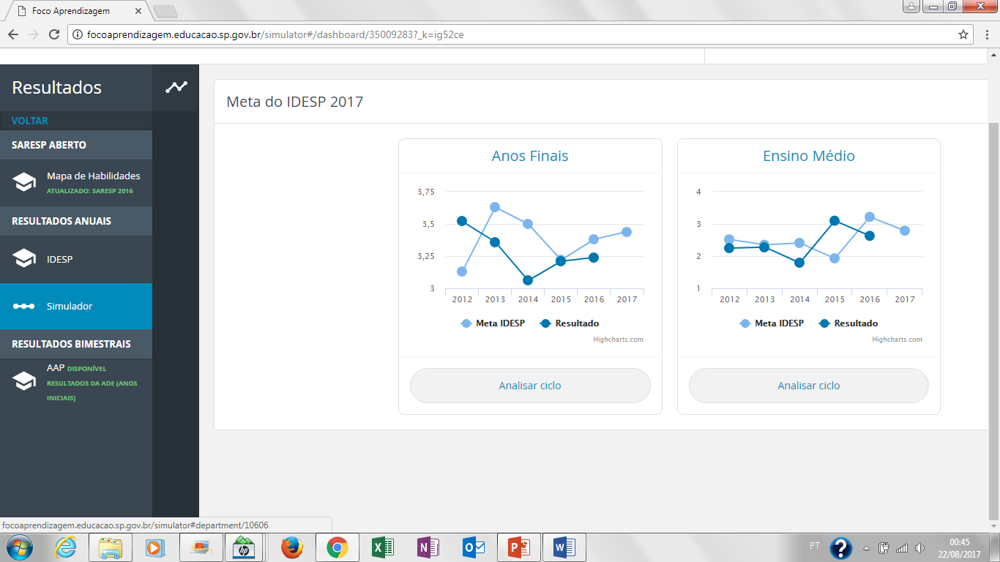 Foco Aprendizagem
focoaprendizagem.educacao.sp.gov.br/simulator#/dashboard/35009283?_k=ig52ce
Resultados
VOLTAR
SARESP ABERTO
Mapa de Habilidades
ATUALIZADO: SARESP 2016
RESULTADOS ANUAIS
IDESP
Simulador
RESULTADOS BIMESTRAIS
AAP DISPONÍVEL
RESULTADOS DA ADE (ANOS
INICIAIS)
Meta do IDESP 2017
Anos Finais
3,75
3,5
3,25
3
2012 2013 2014 2015 2016 2017
Meta IDESP Resultado
Highcharts.com
Analisar ciclo
Ensino Médio
4
3
2
1
2012 2013 2014 2015 2016 2017
Meta IDESP Resultado
Highcharts.com
Analisar ciclo
focoaprendizagem.educacao.sp.gov.br/simulator#department/10606
PT
00:45
22/08/2017